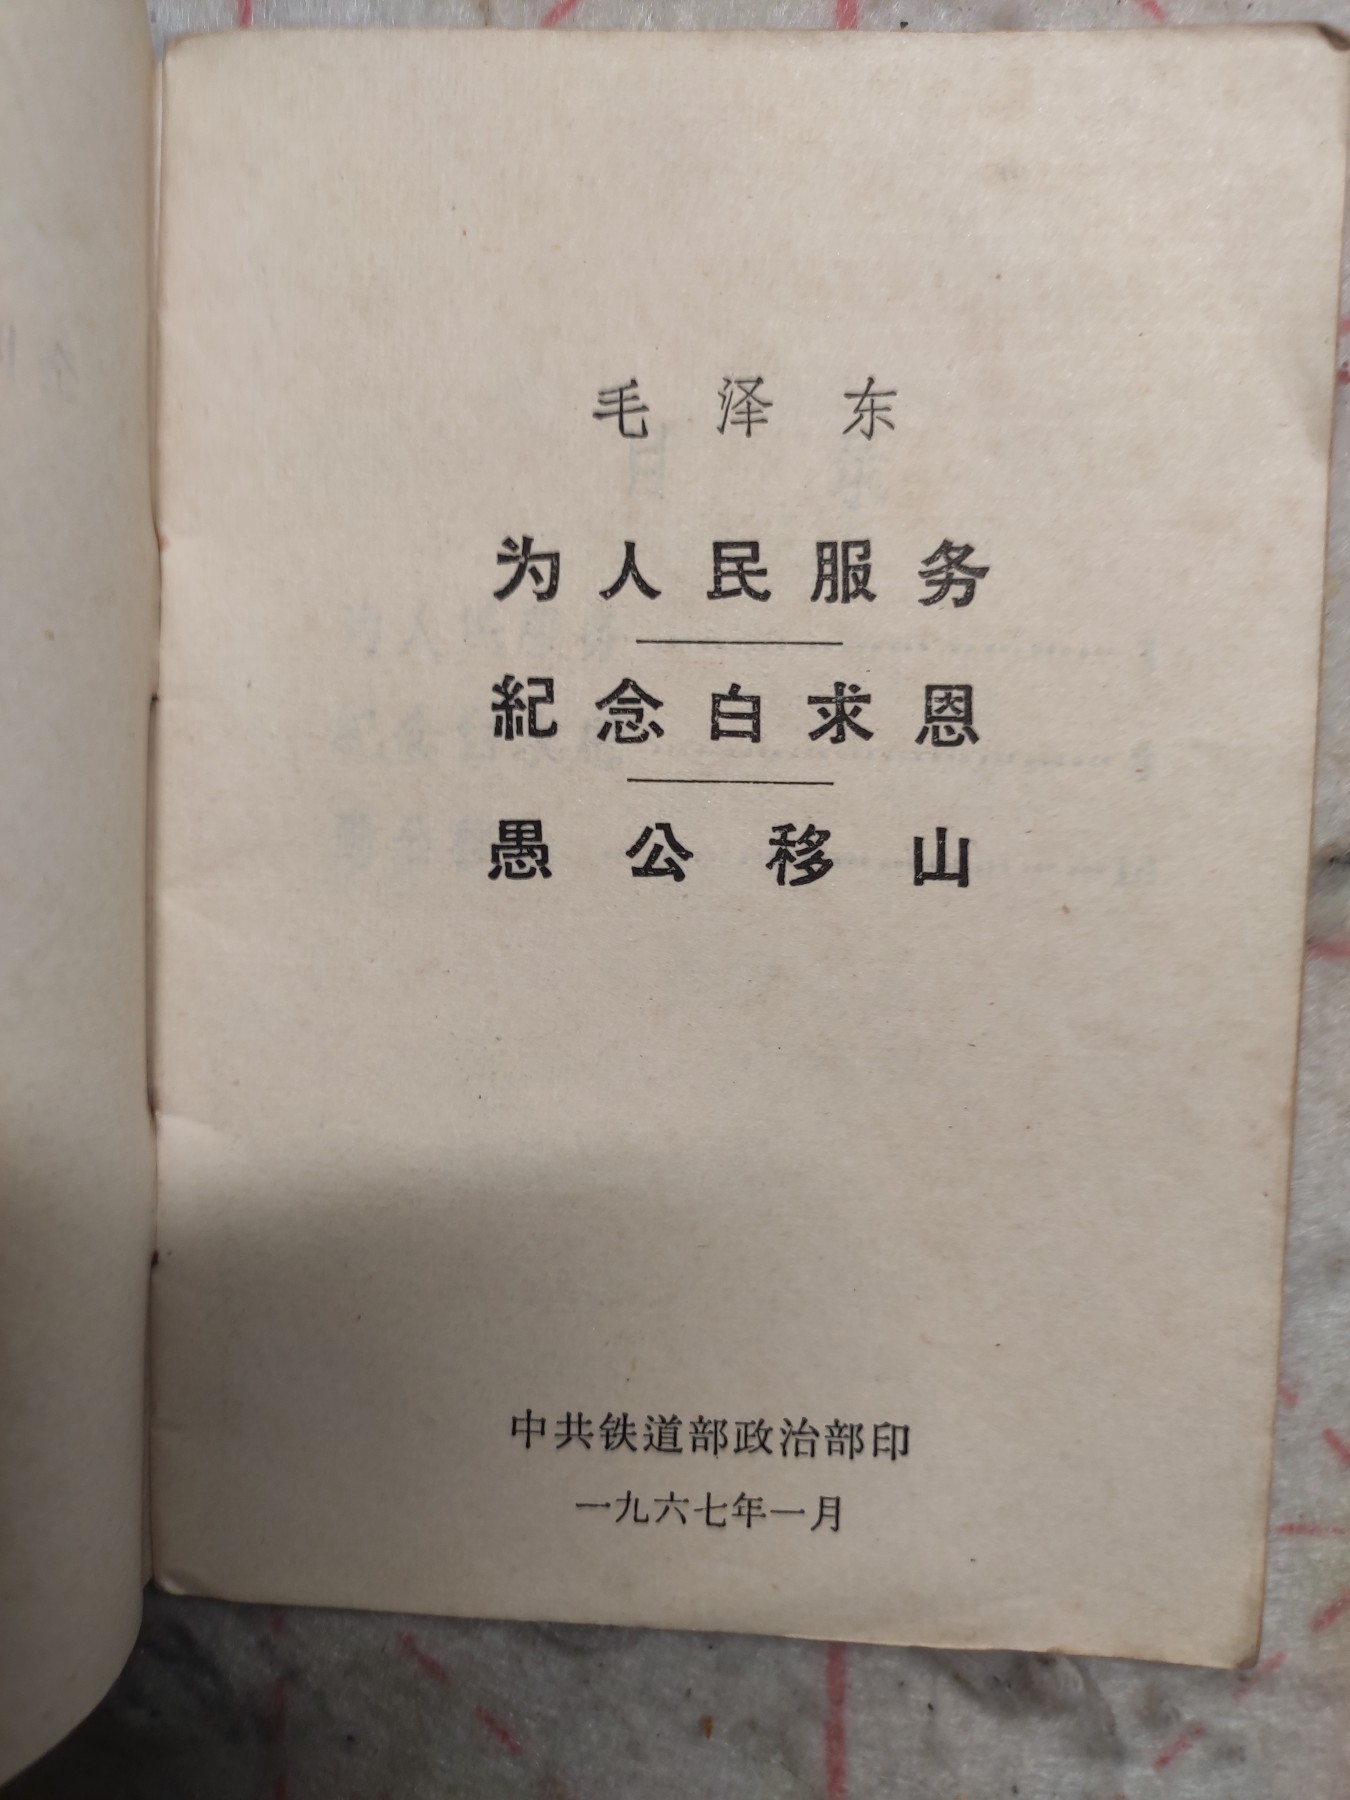 毛泽东
为人民服务
紀念白求恩
愚公移山
中共铁道部政治部印
一九六七年一月